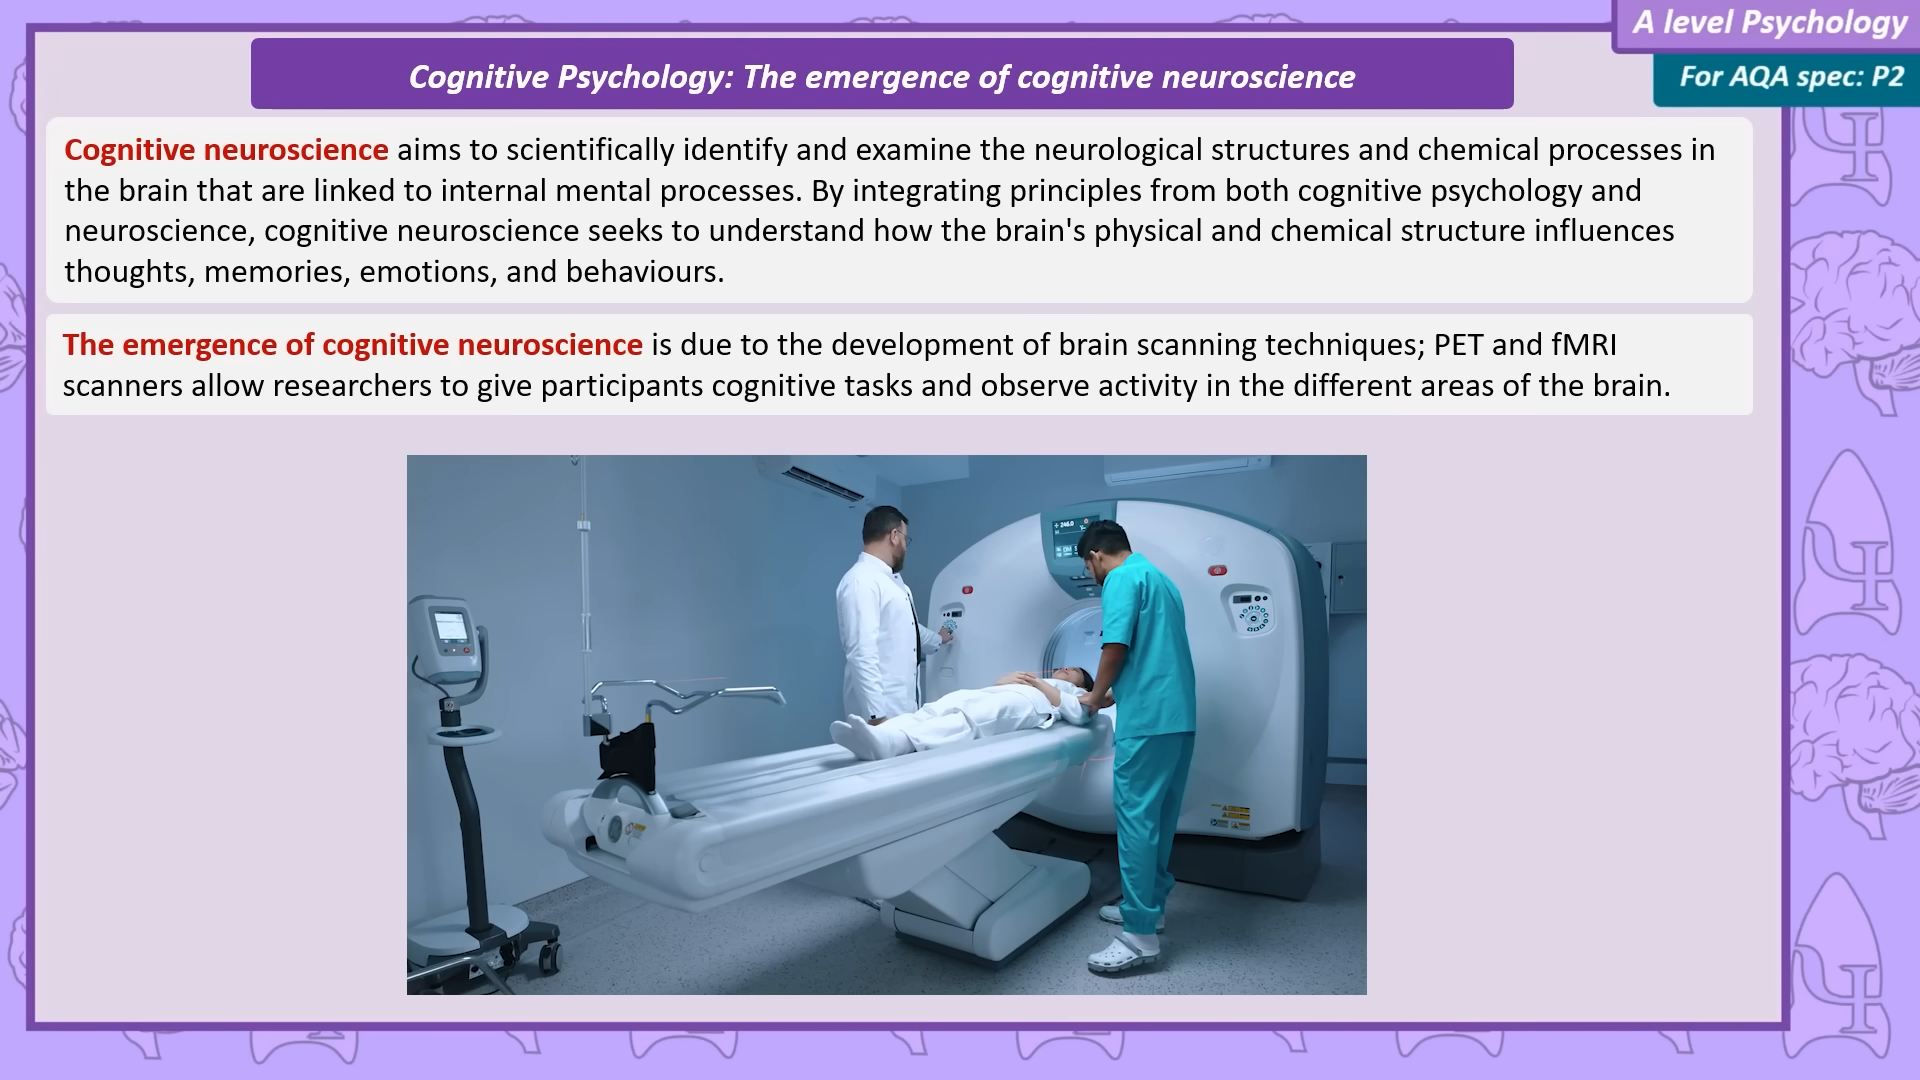 A level Psychology
For AQA spec: P2
Cognitive Psychology: The emergence of cognitive neuroscience
Cognitive neuroscience aims to scientifically identify and examine the neurological structures and chemical processes in
the brain that are linked to internal mental processes. By integrating principles from both cognitive psychology and
neuroscience, cognitive neuroscience seeks to understand how the brain's physical and chemical structure influences
thoughts, memories, emotions, and behaviours.
The emergence of cognitive neuroscience is due to the development of brain scanning techniques; PET and fMRI
scanners allow researchers to give participants cognitive tasks and observe activity in the different areas of the brain.